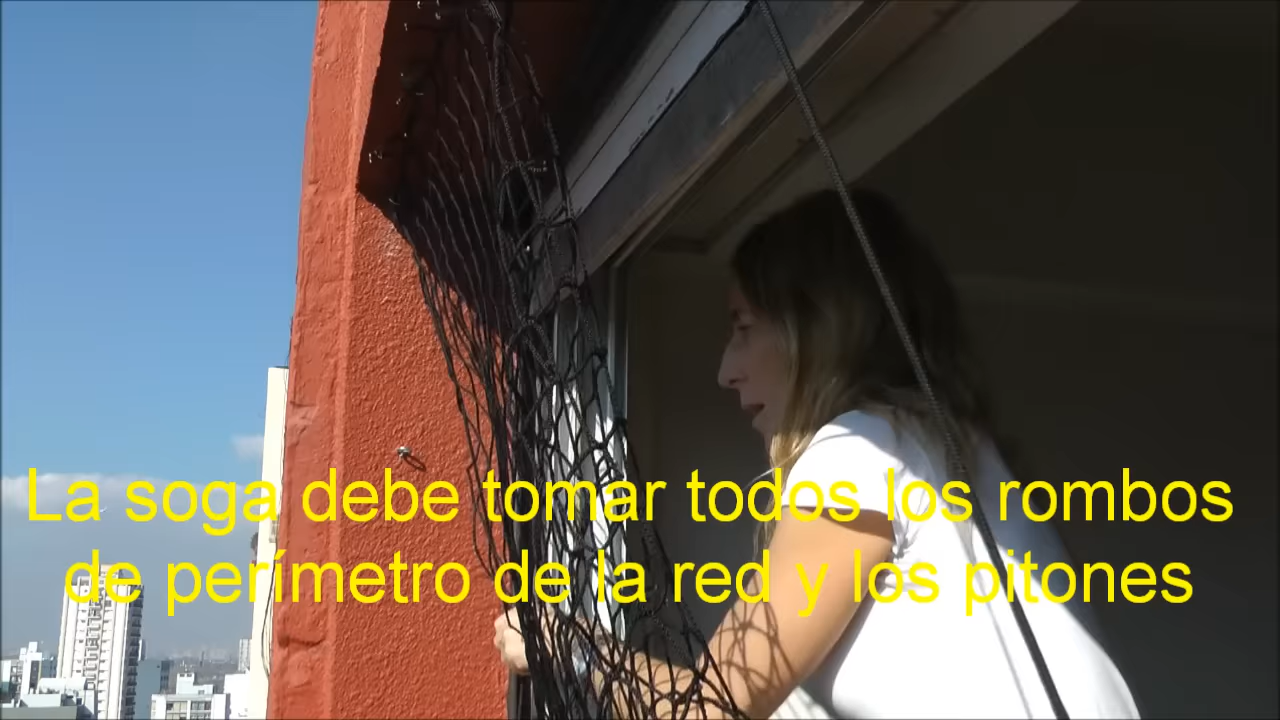 La soga debe tomar todos los rombos
de perímetro de la red y los pitones